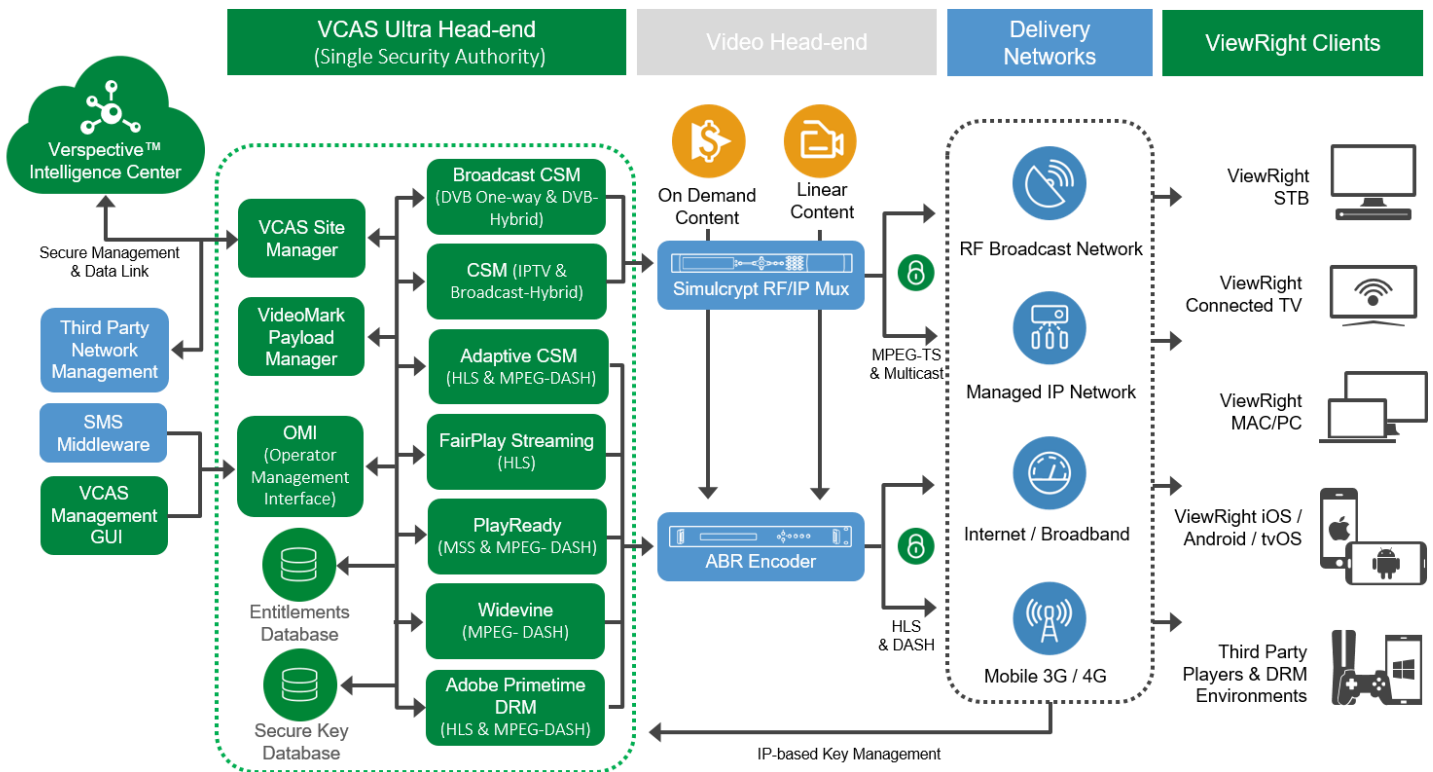 VCAS Ultra Head-end
(Single Security Authority)
Video Head-end
Delivery
Networks
ViewRight Clients
Verspective™
Intelligence Center
Secure Management
& Data Link
Third Party
Network
Management
SMS
Middleware
VCAS
Management
GUI
VCAS Site
Manager
VideoMark
Payload
Manager
OMI
(Operator
Management
Interface)
Entitlements
Database
Secure Key
Database
Broadcast CSM
(DVB One-way & DVB-
Hybrid)
CSM (IPTV &
Broadcast-Hybrid)
Adaptive CSM
(HLS & MPEG-DASH)
FairPlay Streaming
(HLS)
PlayReady
(MSS & MPEG- DASH)
Widevine
(MPEG- DASH)
Adobe Primetime
DRM
(HLS & MPEG-DASH)
On Demand
Content
Linear
Content
Simulcrypt RF/IP Mux
ABR Encoder
MPEG-TS
& Multicast
HLS
& DASH
RF Broadcast Network
Managed IP Network
Internet / Broadband
Mobile 3G / 4G
IP-based Key Management
ViewRight
STB
ViewRight
Connected TV
ViewRight
MAC/PC
ViewRight iOS /
Android / tvOS
Third Party
Players & DRM
Environments